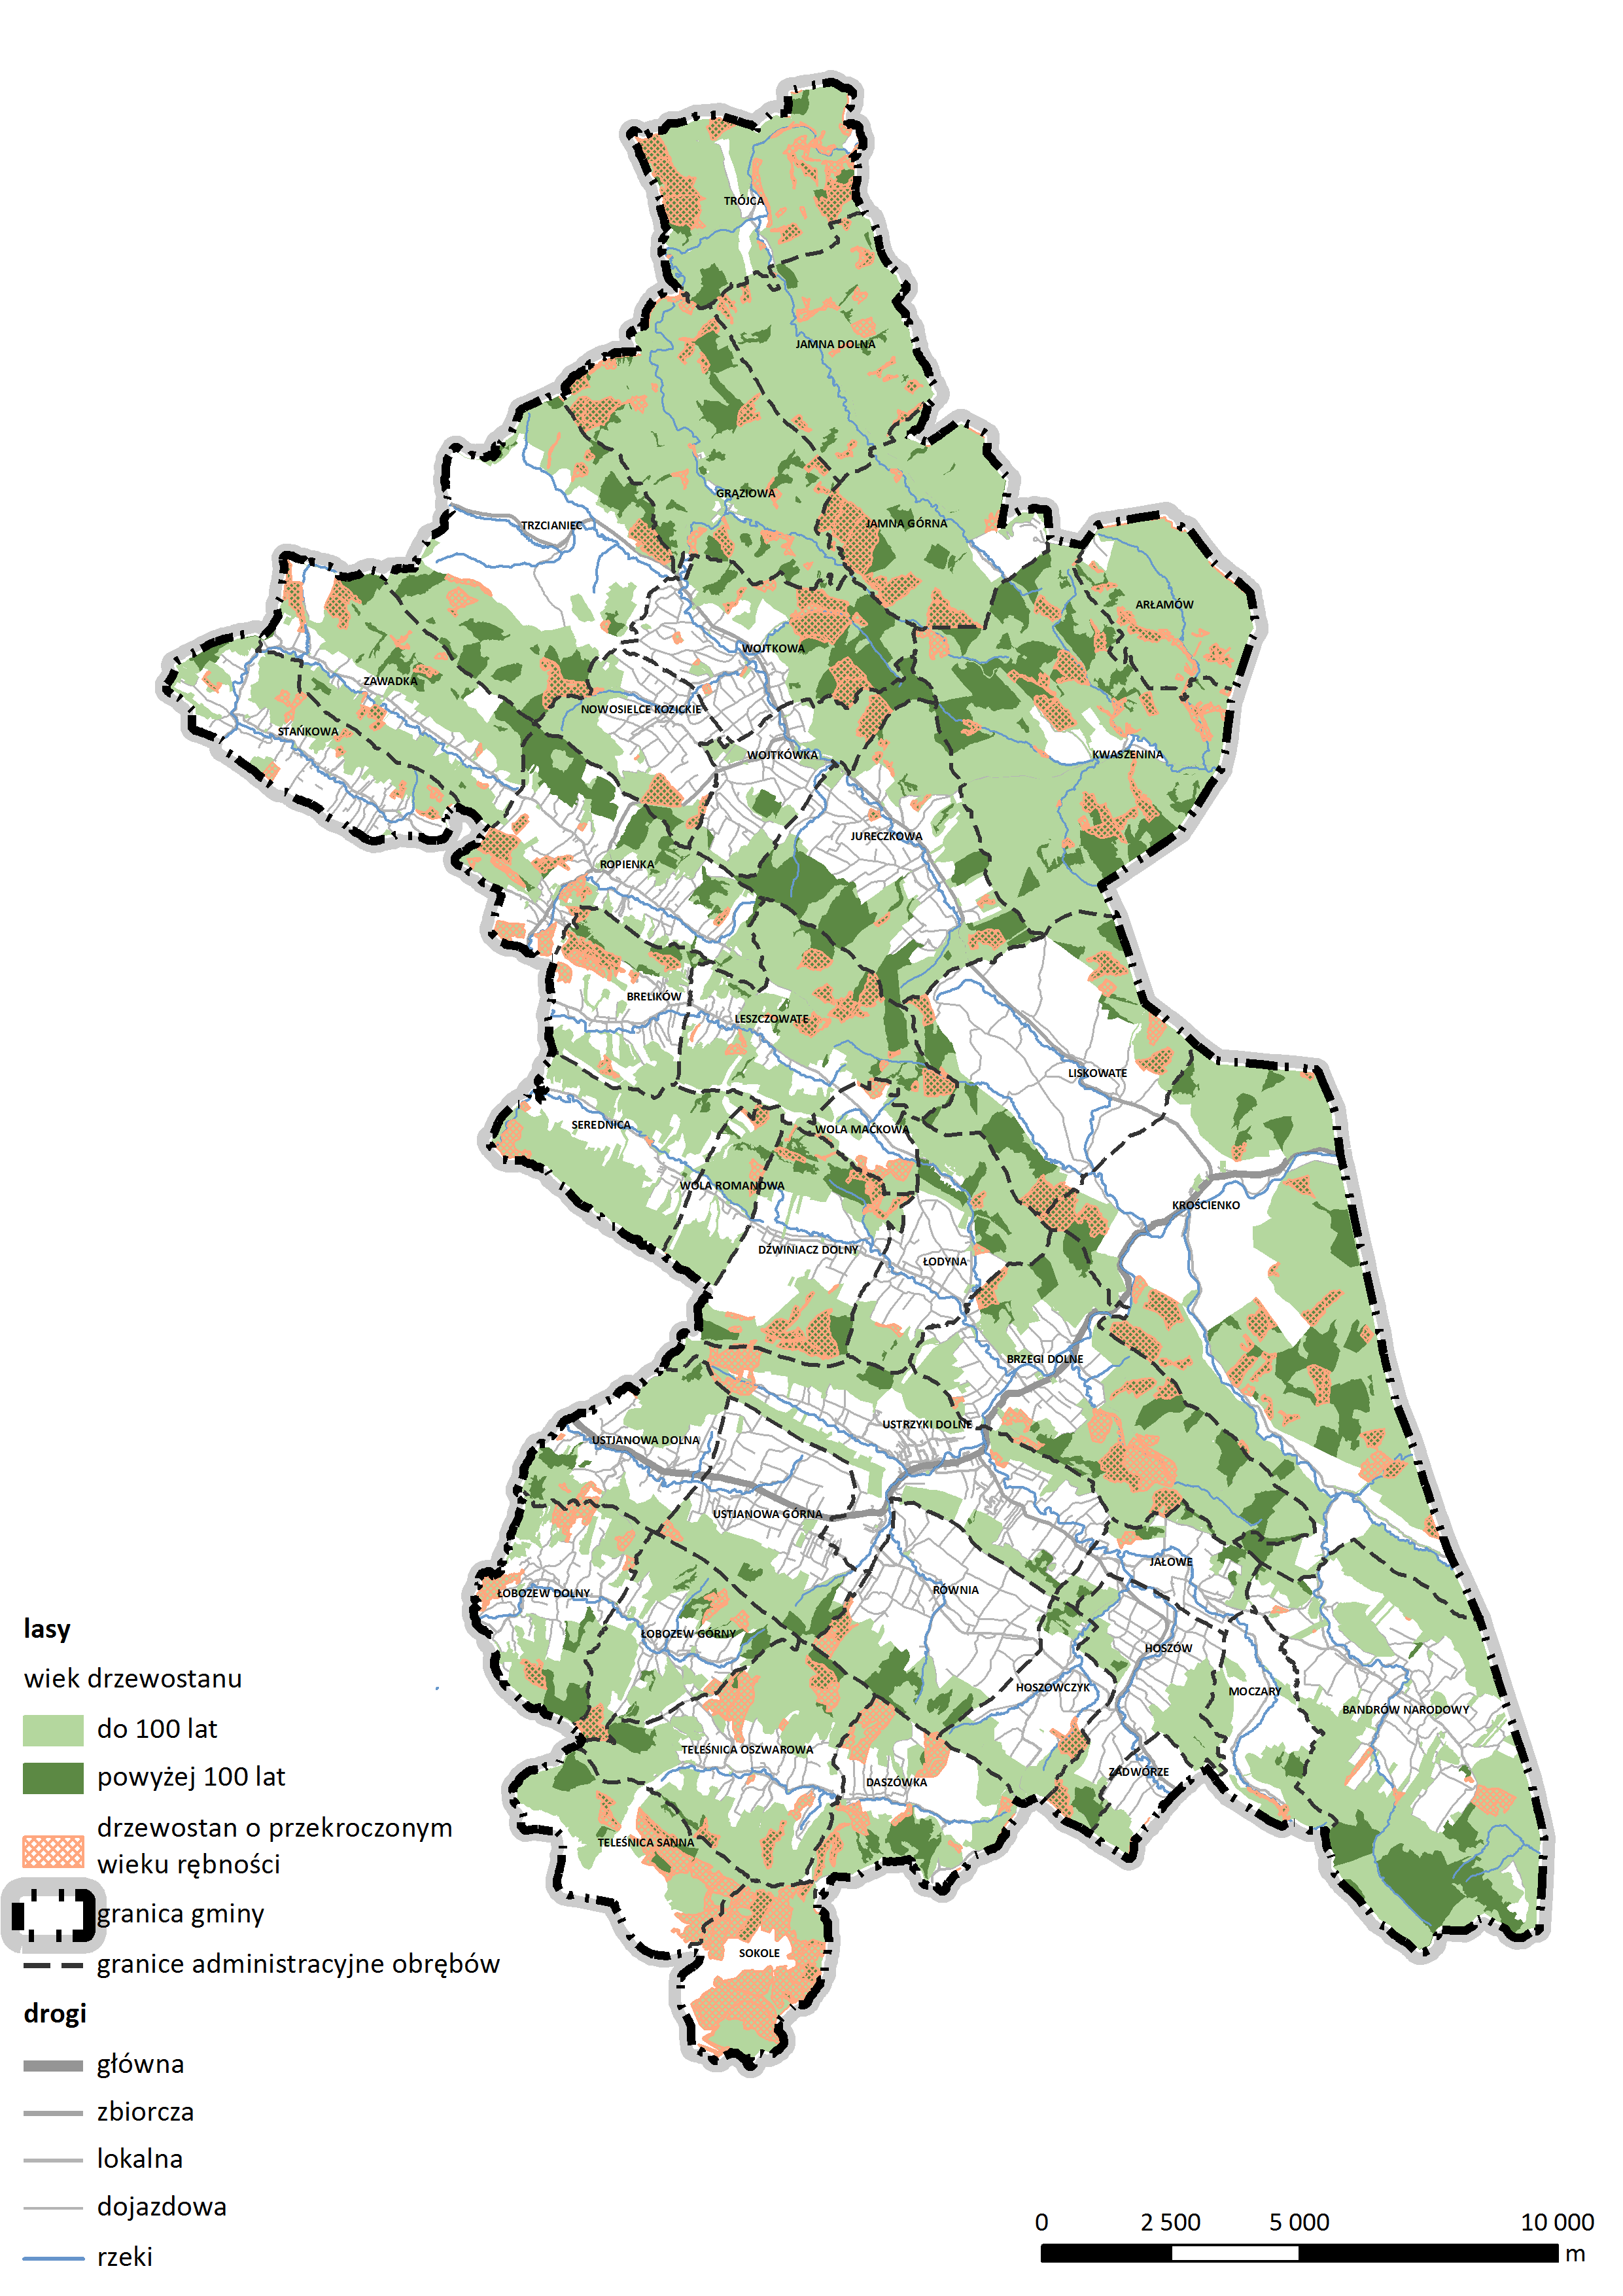 TRÓJCA
JAMNA DOLNA
GRĄZIOWA
TRZCIANIEC
JAMNA GÓRNA
ARŁAMÓW
WOJTKOWA
ZAWADKA
NOWOSIELCE KOZICKIE
STAŃKOWA
WOJTKÓWKA
KWASZENINA
JURECZKOWA
ROPIENKA
BRELIKÓW
LESZCZOWATE
LISKOWATE
SEREDNICA
WOLA MAĆKOWA
WOLA ROMANOWA
KROŚCIENKO
DŹWINIACZ DOLNY
ŁODYNA
BRZEGI DOLNE
USTRZYKI DOLNE
USTJANOWA DOLNA
USTJANOWA GÓRNA
JAŁOWE
RÓWNIA
ŁOBOZEW DOLNY
ŁOBOZEW GÓRNY
HOSZÓW
HOSZOWCZYK
MOCZARY
BANDRÓW NARODOWY
TELEŚNICA OSZWAROWA
ZADWÓRZE
DASZÓWKA
TELEŚNICA SANNA
SOKOLE
lasy
wiek drzewostanu
do 100 lat
powyżej 100 lat
drzewostan o przekroczonym
wieku rębności
granica gminy
granice administracyjne obrębów
drogi
główna
zbiorcza
lokalna
dojazdowa
rzeki
0 2 500 5 000 10 000
m